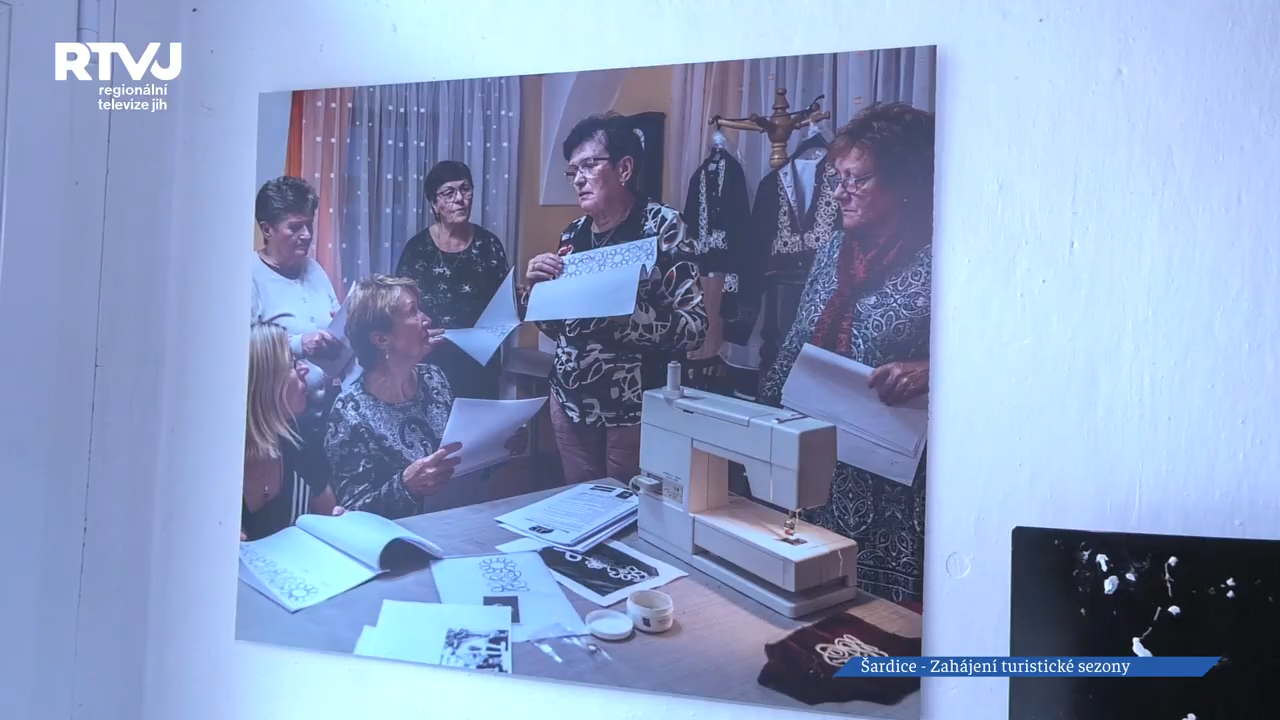 RTVJ
regionální
televize jih
Šardice - Zahájení turistické sezony